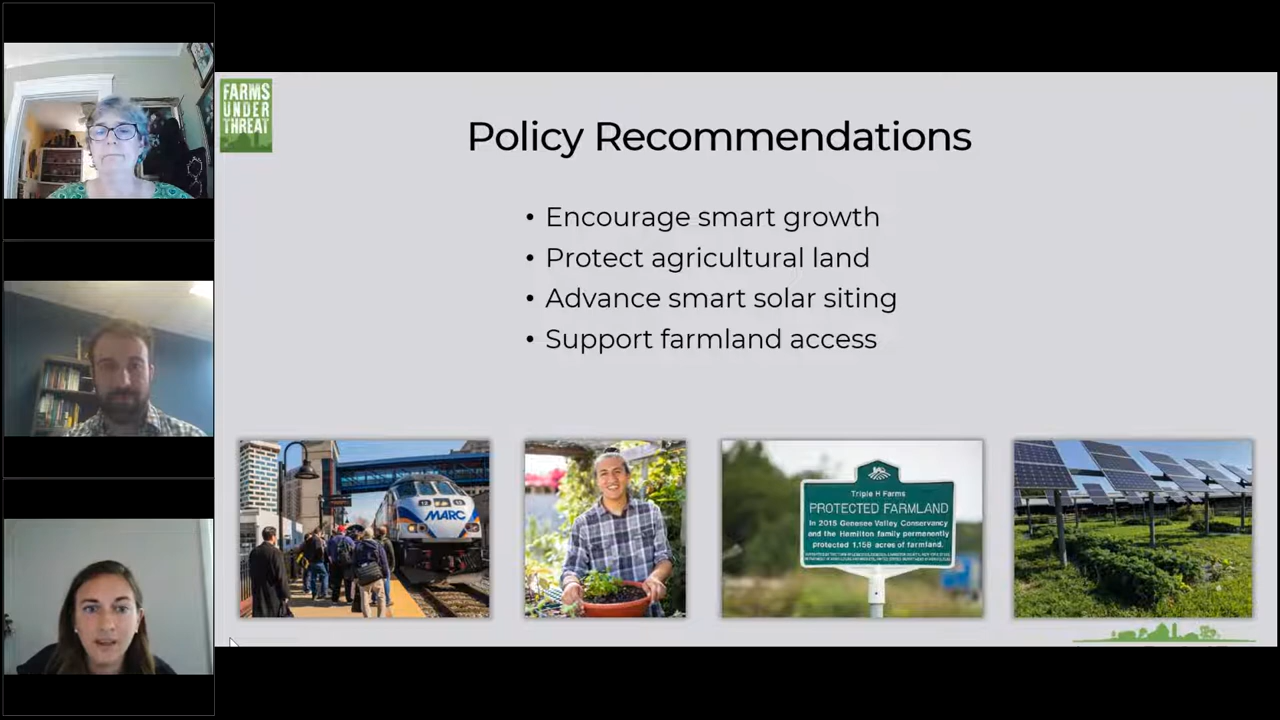 FARMS
UNDER
THREAT
Policy Recommendations
• Encourage smart growth
• Protect agricultural land
• Advance smart solar siting
• Support farmland access
MARC
Triple H Farms
PROTECTED FARMLAND
In 2015 Genesee Valley Conservancy
and the Hamilton family permanently
protected 1,156 acres of farmland.